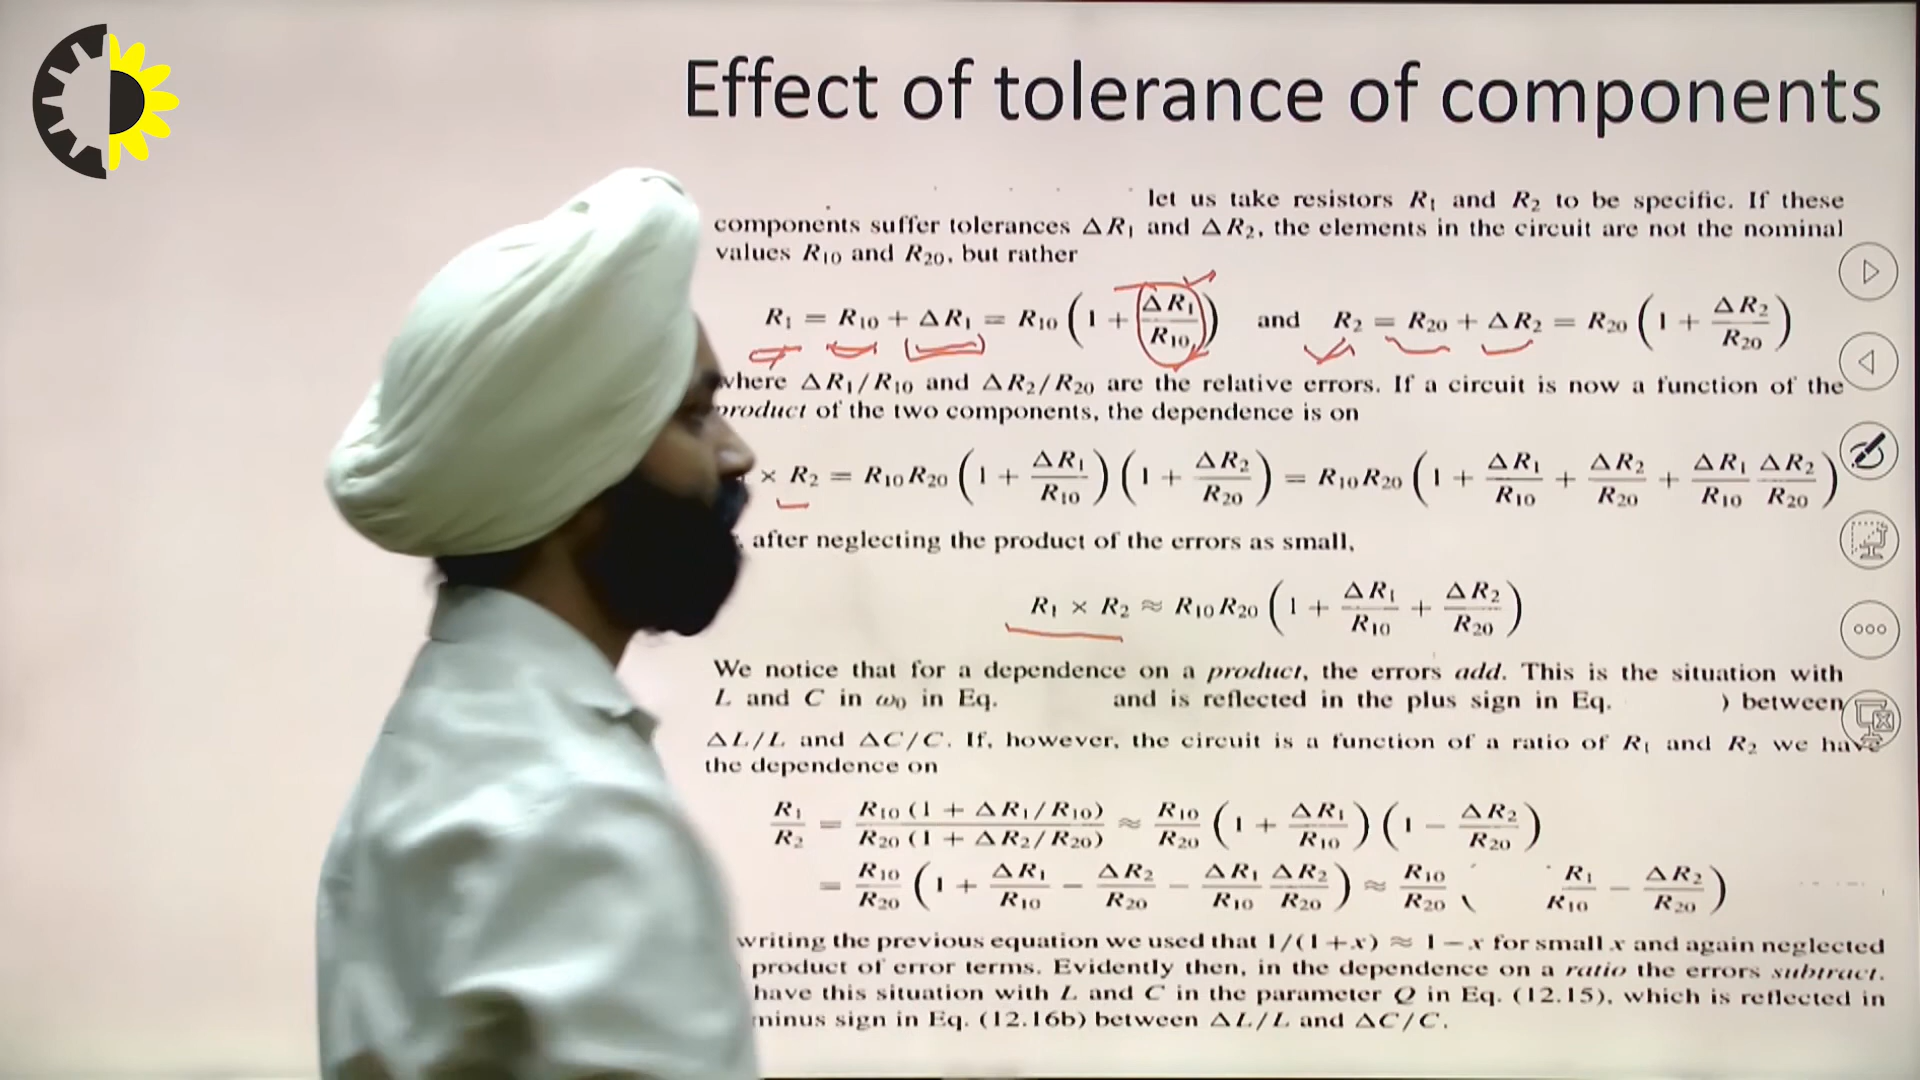 Effect of tolerance of components
let us take resistors R₁ and R₂ to be specific. If these
components suffer tolerances ΔR₁ and ΔR₂, the elements in the circuit are not the nominal
values R₁₀ and R₂₀, but rather
R₁ = R₁₀ + ΔR₁ = R₁₀ (1 + ΔR₁/R₁₀) and R₂ = R₂₀ + ΔR₂ = R₂₀ (1 + ΔR₂/R₂₀)
where ΔR₁/R₁₀ and ΔR₂/R₂₀ are the relative errors. If a circuit is now a function of the
product of the two components, the dependence is on
× R₂ = R₁₀R₂₀ (1 + ΔR₁/R₁₀) (1 + ΔR₂/R₂₀) = R₁₀R₂₀ (1 + ΔR₁/R₁₀ + ΔR₂/R₂₀ + ΔR₁/R₁₀ ΔR₂/R₂₀)
, after neglecting the product of the errors as small,
R₁ × R₂ ≈ R₁₀R₂₀ (1 + ΔR₁/R₁₀ + ΔR₂/R₂₀)
We notice that for a dependence on a product, the errors add. This is the situation with
L and C in ω₀ in Eq. and is reflected in the plus sign in Eq. ) between
ΔL/L and ΔC/C. If, however, the circuit is a function of a ratio of R₁ and R₂ we have
the dependence on
R₁/R₂ = R₁₀ (1 + ΔR₁/R₁₀)/R₂₀ (1 + ΔR₂/R₂₀) ≈ R₁₀/R₂₀ (1 + ΔR₁/R₁₀) (1 − ΔR₂/R₂₀)
= R₁₀/R₂₀ (1 + ΔR₁/R₁₀ − ΔR₂/R₂₀ − ΔR₁/R₁₀ ΔR₂/R₂₀) ≈ R₁₀/R₂₀ ( R₁/R₁₀ − ΔR₂/R₂₀)
writing the previous equation we used that 1/(1+x) ≈ 1−x for small x and again neglected
product of error terms. Evidently then, in the dependence on a ratio the errors subtract.
have this situation with L and C in the parameter Q in Eq. (12.15), which is reflected in
minus sign in Eq. (12.16b) between ΔL/L and ΔC/C.